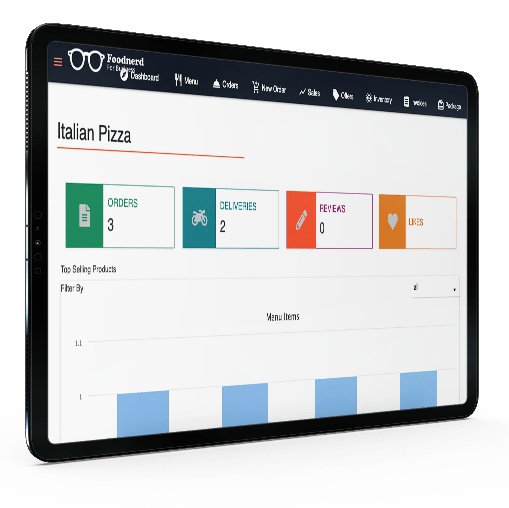 Foodnerd
For Business
Dashboard Menu Orders New Order Sales Offers Inventory Invoices Package
Italian Pizza
ORDERS
3
DELIVERIES
2
REVIEWS
0
LIKES
Top Selling Products
Filter By
all
Menu Items
1.1
1